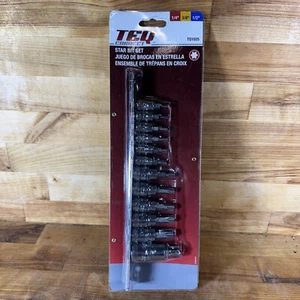 1/4" 3/8" 1/2"
TEQ
CORRECT
STAR BIT SET
JUEGO DE BROCAS EN ESTRELLA
ENSEMBLE DE TRÉPANS EN CROIX